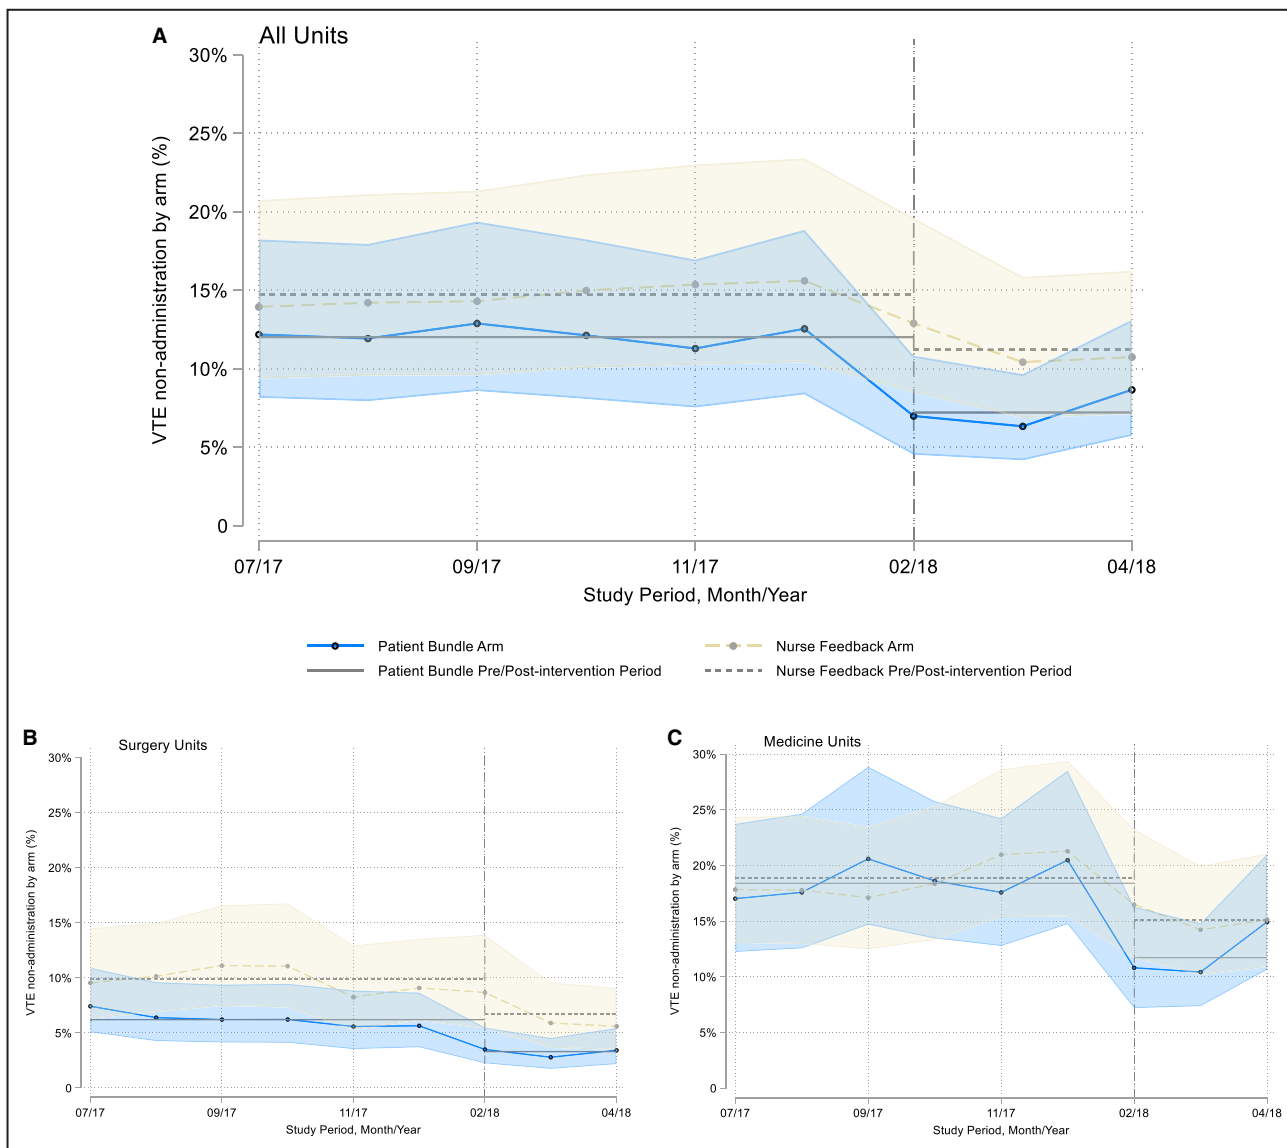 A All Units
30%
25%
20%
15%
10%
5%
0
VTE non-administration by arm (%)
07/17 09/17 11/17 02/18 04/18
Study Period, Month/Year
Patient Bundle Arm Nurse Feedback Arm
Patient Bundle Pre/Post-intervention Period Nurse Feedback Pre/Post-intervention Period
B Surgery Units
30%
25%
20%
15%
10%
5%
0
VTE non-administration by arm (%)
07/17 09/17 11/17 02/18 04/18
Study Period, Month/Year
C Medicine Units
30%
25%
20%
15%
10%
5%
0
VTE non-administration by arm (%)
07/17 09/17 11/17 02/18 04/18
Study Period, Month/Year